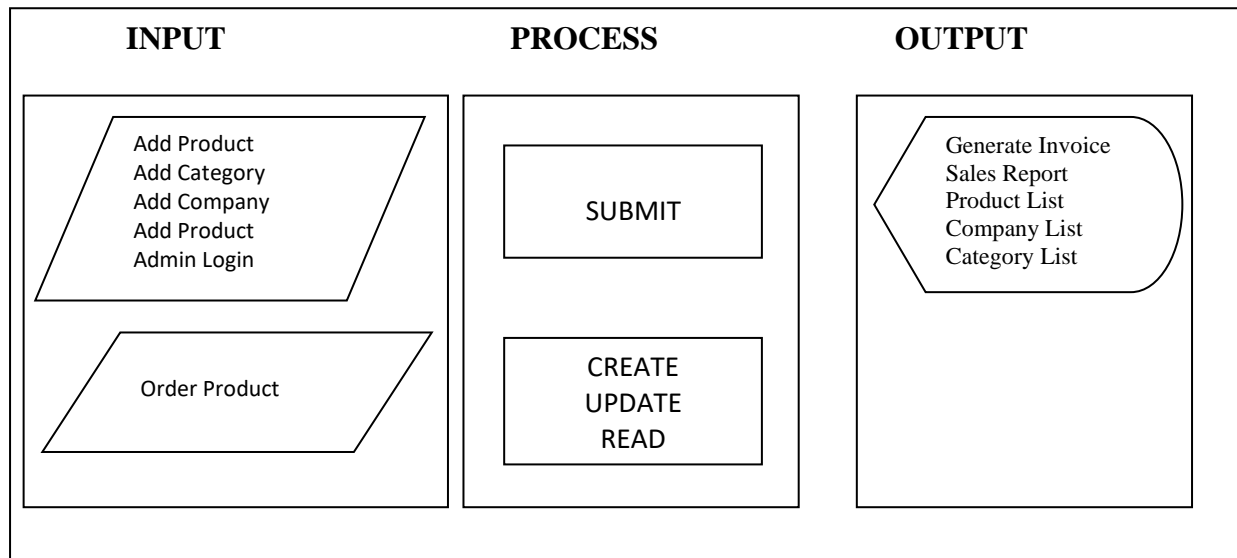 INPUT
PROCESS
OUTPUT
Add Product
Add Category
Add Company
Add Product
Admin Login
Order Product
SUBMIT
CREATE
UPDATE
READ
Generate Invoice
Sales Report
Product List
Company List
Category List